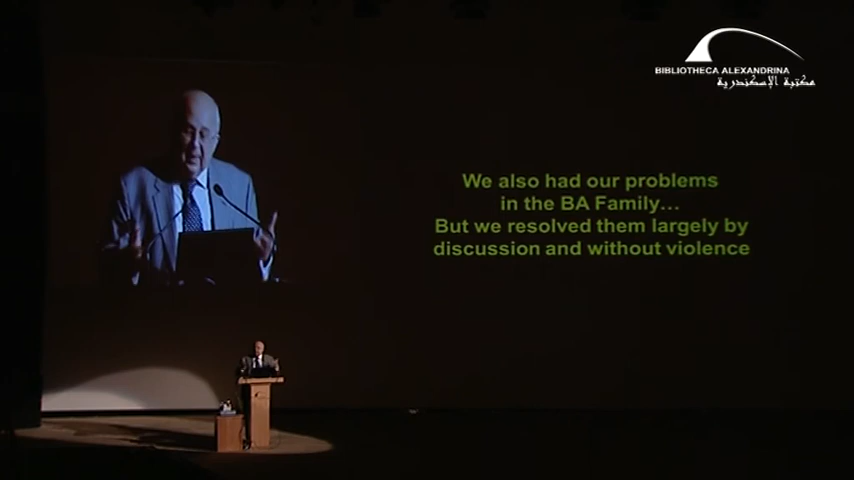 BIBLIOTHECA ALEXANDRINA
مكتبة الإسكندرية
We also had our problems
in the BA Family...
But we resolved them largely by
discussion and without violence